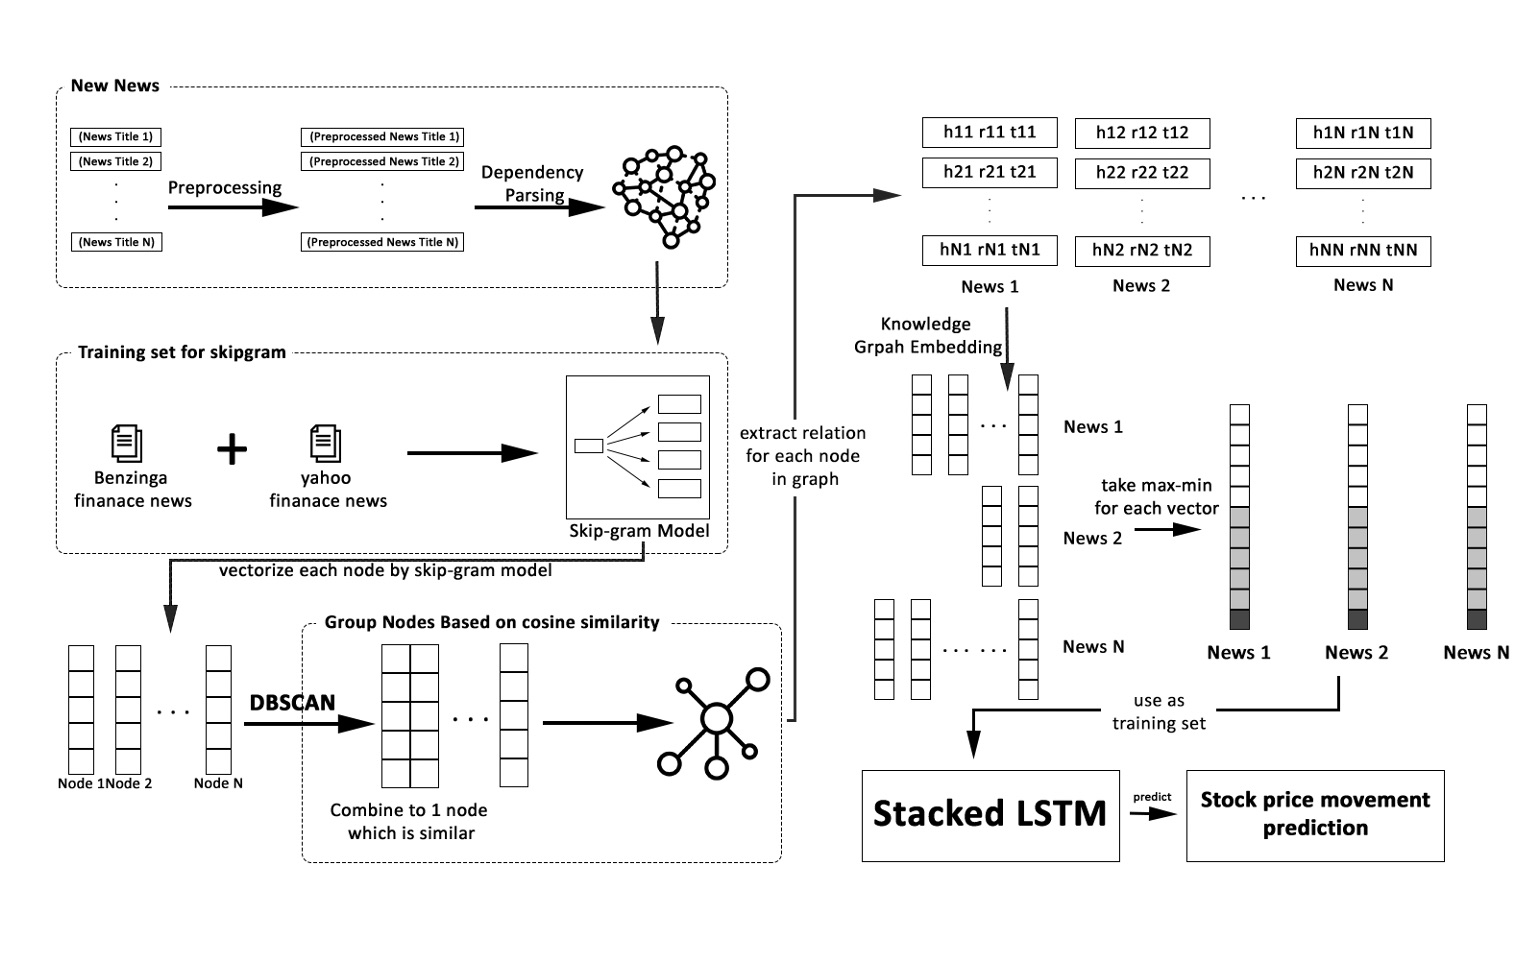 New News
(News Title 1)
(News Title 2)
.
.
.
(News Title N)
Preprocessing
(Preprocessed News Title 1)
(Preprocessed News Title 2)
.
.
.
(Preprocessed News Title N)
Dependency
Parsing
Training set for skipgram
Benzinga
finanace news
+
yahoo
finanace news
Skip-gram Model
vectorize each node by skip-gram model
Node 1
Node 2
. . .
Node N
DBSCAN
Group Nodes Based on cosine similarity
. . .
Combine to 1 node
which is similar
extract relation
for each node
in graph
h11 r11 t11
h21 r21 t21
.
.
.
hN1 rN1 tN1
News 1
h12 r12 t12
h22 r22 t22
.
.
.
hN2 rN2 tN2
News 2
. . .
h1N r1N t1N
h2N r2N t2N
.
.
.
hNN rNN tNN
News N
Knowledge
Grpah Embedding
. . .
News 1
News 2
. . . . . .
News N
take max-min
for each vector
News 1
News 2
News N
use as
training set
Stacked LSTM
predict
Stock price movement
prediction